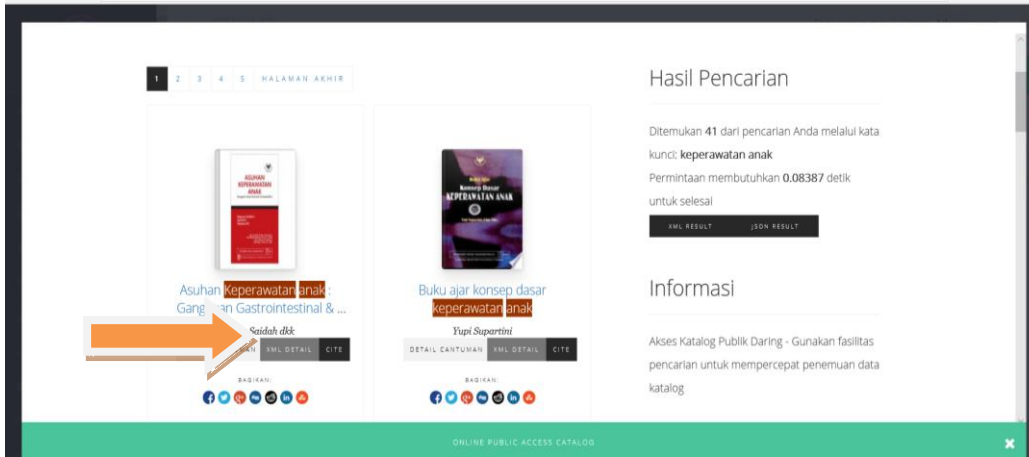 1 2 3 4 5 HALAMAN AKHIR
ASUHAN
KEPERAWATAN
ANAK
Asuhan Keperawatan anak :
Gastrointestinal & ...
Saidah dkk
XML DETAIL CITE
BAGIKAN:
Buku Ajar
Konsep Dasar
KEPERAWATAN ANAK
Buku ajar konsep dasar
keperawatan anak
Yupi Supartini
DETAIL CANTUMAN XML DETAIL CITE
BAGIKAN:
Hasil Pencarian
Ditemukan 41 dari pencarian Anda melalui kata
kunci: keperawatan anak
Permintaan membutuhkan 0.08387 detik
untuk selesai
XML RESULT JSON RESULT
Informasi
Akses Katalog Publik Daring - Gunakan fasilitas
pencarian untuk mempercepat penemuan data
katalog
ONLINE PUBLIC ACCESS CATALOG